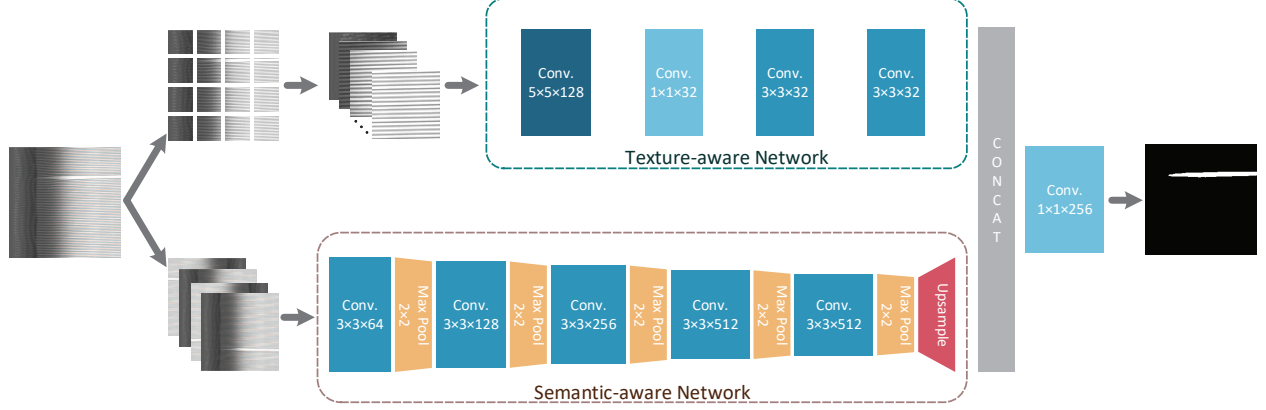 Conv.
5×5×128
Conv.
1×1×32
Conv.
3×3×32
Conv.
3×3×32
Texture-aware Network
Conv.
3×3×64
Max Pool
2×2
Conv.
3×3×128
Max Pool
2×2
Conv.
3×3×256
Max Pool
2×2
Conv.
3×3×512
Max Pool
2×2
Conv.
3×3×512
Max Pool
2×2
Upsample
Semantic-aware Network
CONCAT
Conv.
1×1×256